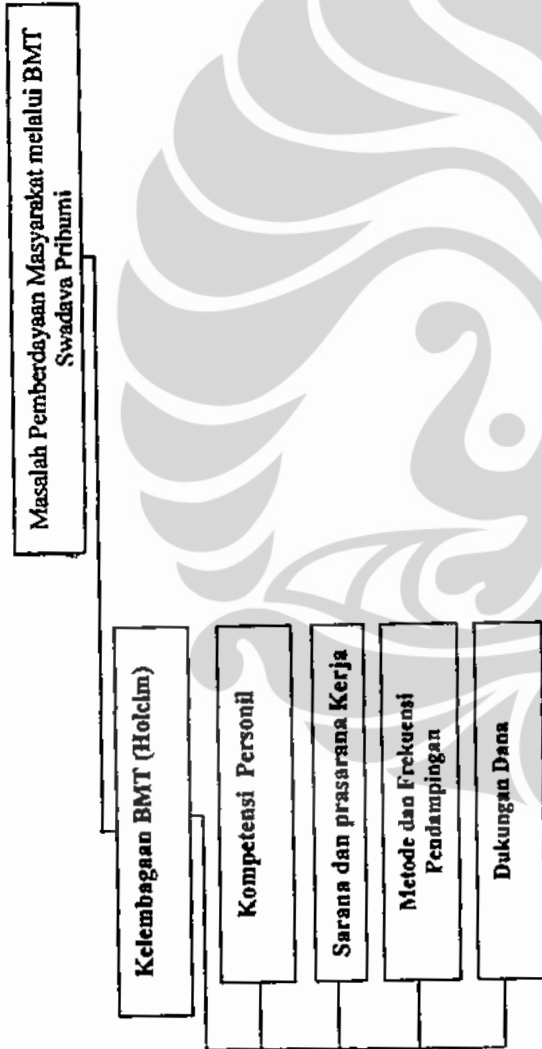 Masalah Pemberdayaan Masyarakat melalui BMT
Swadaya Pribumi
Kelembagaan BMT (Holcim)
Kompetensi Personil
Sarana dan prasarana Kerja
Metode dan Frekuensi
Pendampingan
Dukungan Dana